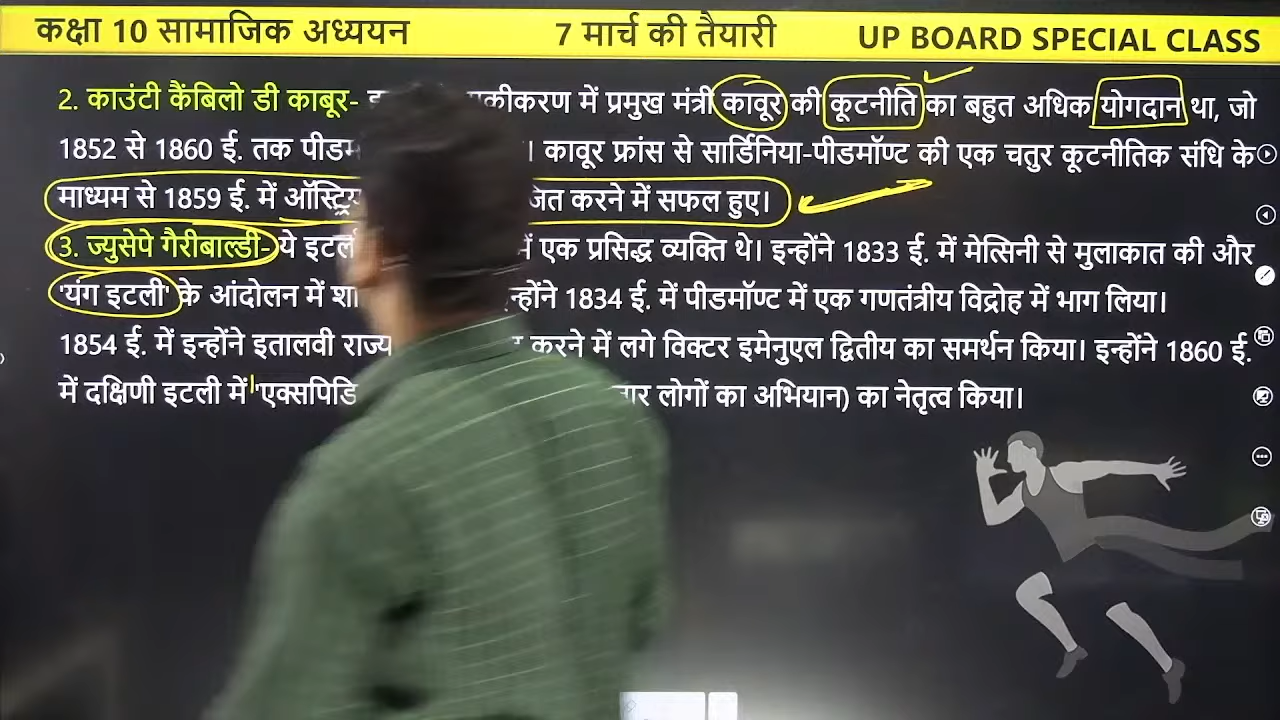 कक्षा 10 सामाजिक अध्ययन 7 मार्च की तैयारी UP BOARD SPECIAL CLASS
2. काउंटी कैंबिलो डी काबूर- एकीकरण में प्रमुख मंत्री कावूर की कूटनीति का बहुत अधिक योगदान था, जो
1852 से 1860 ई. तक । कावूर फ्रांस से सार्डिनिया-पीडमॉण्ट की एक चतुर कूटनीतिक संधि के
माध्यम से 1859 ई. में करने में सफल हुए।
3. ज्युसेपे गैरीबाल्डी- ये में एक प्रसिद्ध व्यक्ति थे। इन्होंने 1833 ई. में मेत्सिनी से मुलाकात की और
'यंग इटली' के आंदोलन में 1834 ई. में पीडमॉण्ट में एक गणतंत्रीय विद्रोह में भाग लिया।
1854 ई. में इन्होंने इतालवी करने में लगे विक्टर इमेनुएल द्वितीय का समर्थन किया। इन्होंने 1860 ई.
में दक्षिणी इटली में लोगों का अभियान) का नेतृत्व किया।